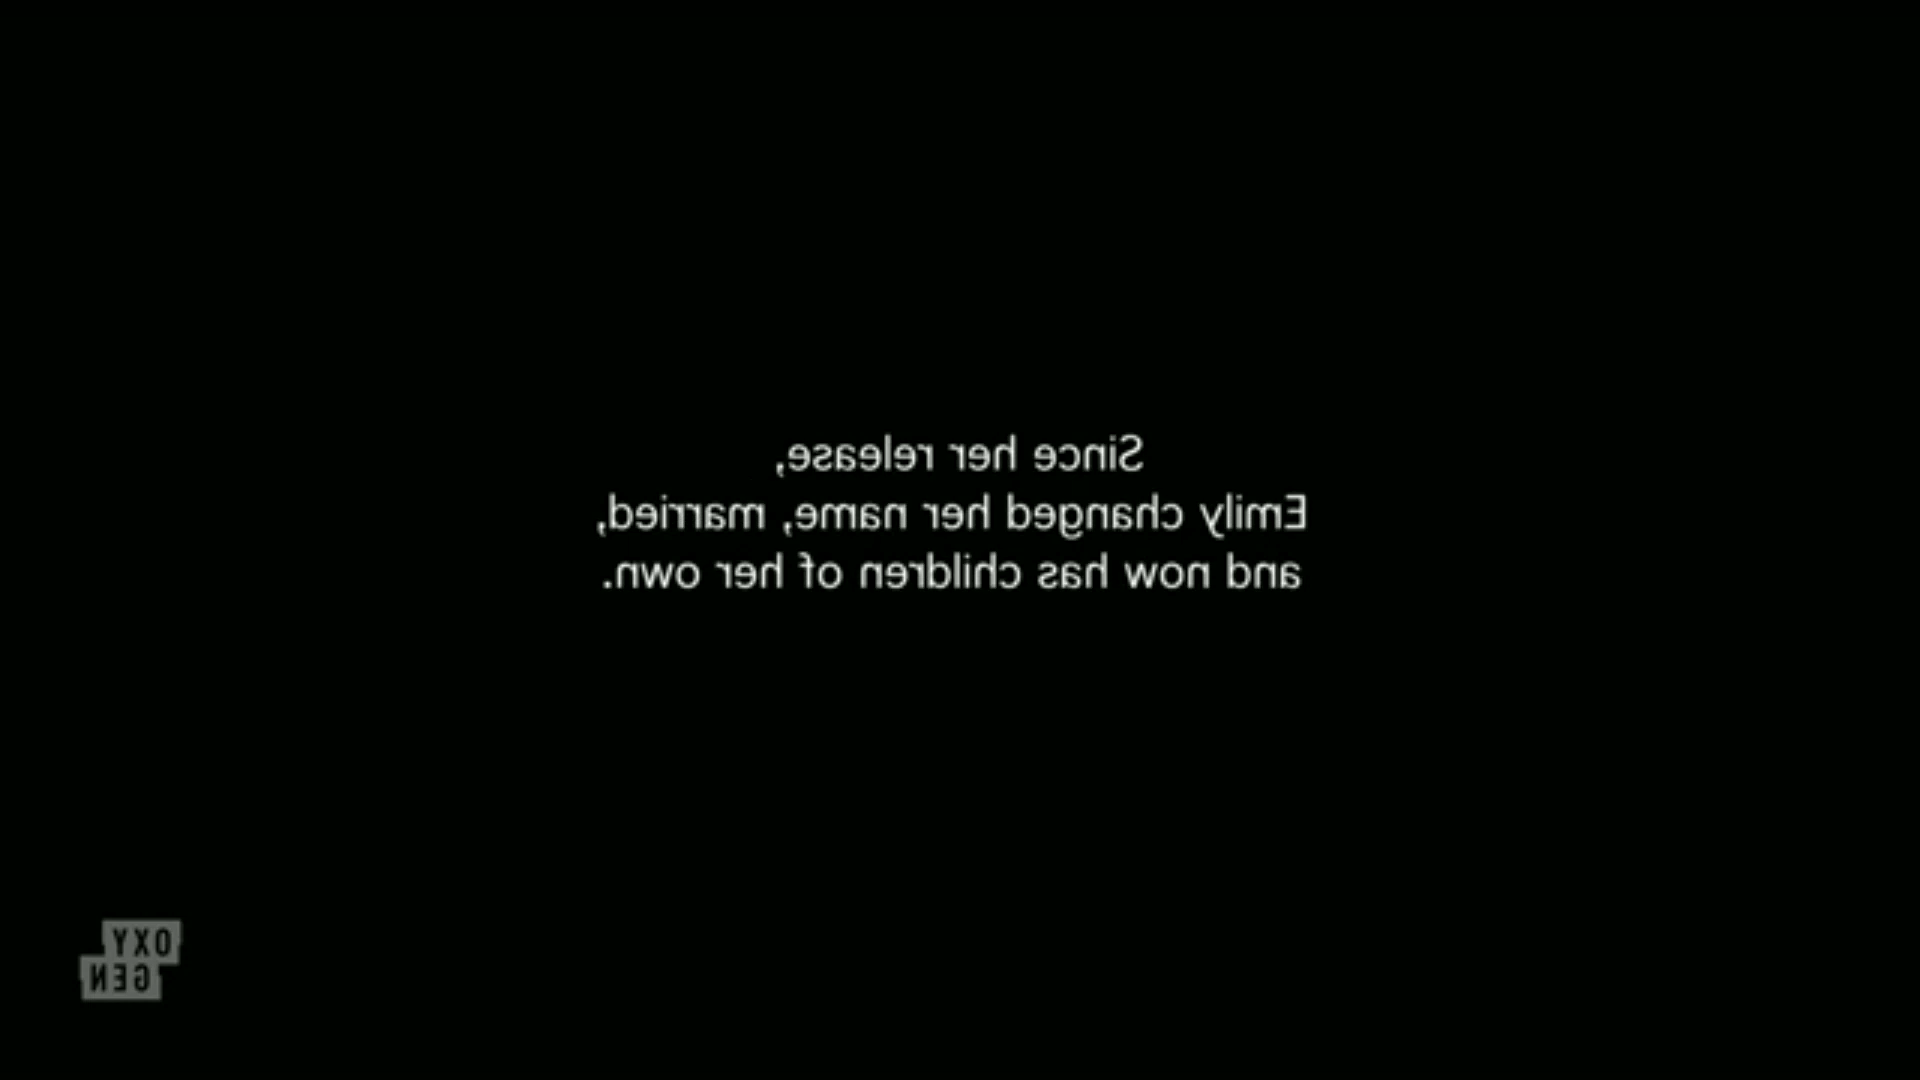 Since her release,
Emily changed her name, married,
and now has children of her own.
OXY
GEN